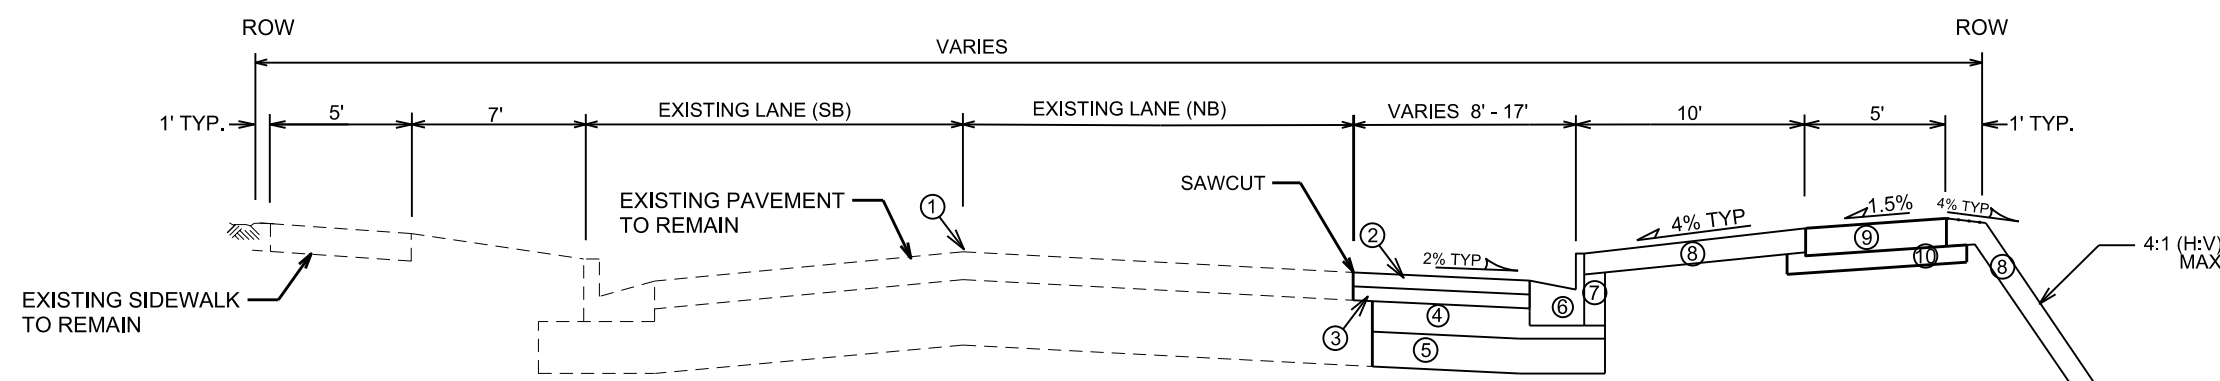 ROW
ROW
VARIES
1' TYP.
5'
7'
EXISTING LANE (SB)
EXISTING LANE (NB)
VARIES 8' - 17'
10'
5'
1' TYP.
SAWCUT
EXISTING PAVEMENT
TO REMAIN
1
2
2% TYP
4% TYP
1.5%
4% TYP
9
8
10
8
4:1 (H:V)
MAX
EXISTING SIDEWALK
TO REMAIN
3
4
5
6
7